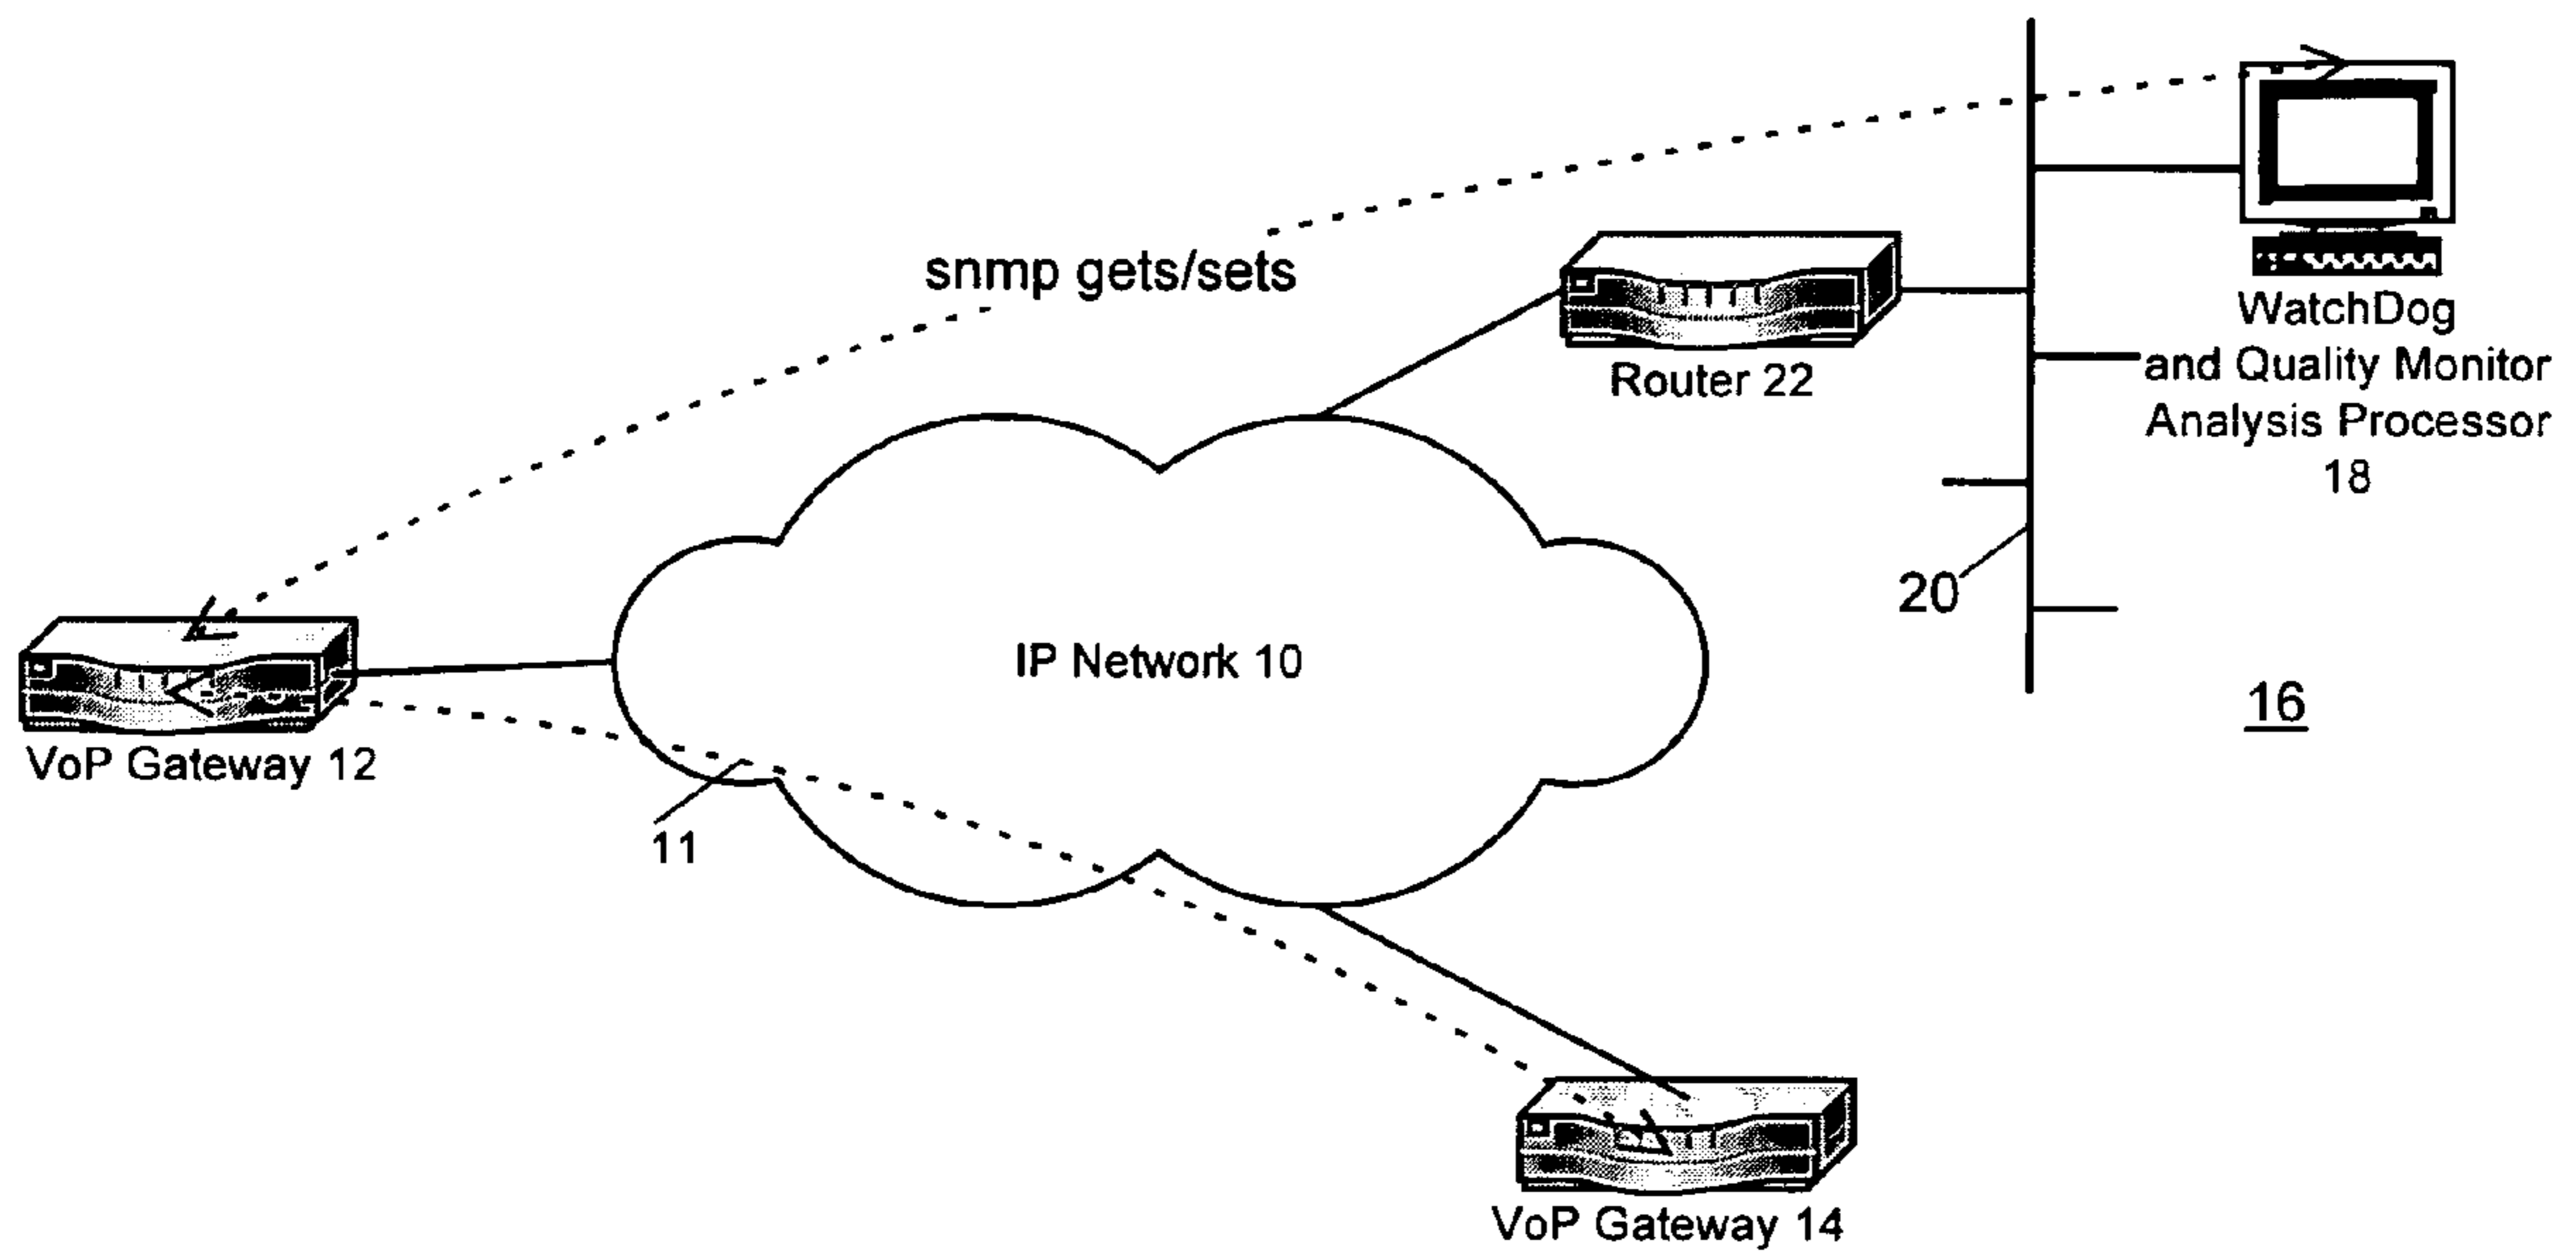 snmp gets/sets
WatchDog
and Quality Monitor
Analysis Processor
18
Router 22
20
IP Network 10
16
VoP Gateway 12
11
VoP Gateway 14